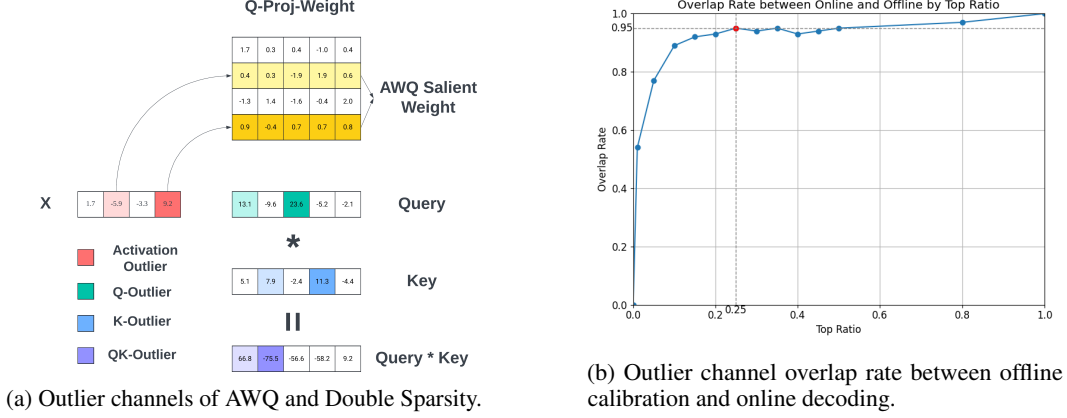 Q-Proj-Weight
1.7 0.3 0.4 -1.0 0.4
0.4 0.3 -1.9 1.9 0.6
-1.3 1.4 -1.6 -0.4 2.0
0.9 -0.4 0.7 0.7 0.8
AWQ Salient
Weight
X
1.7 -5.9 -3.3 9.2
13.1 -9.6 23.6 -5.2 -2.1
Query
*
5.1 7.9 -2.4 11.3 -4.4
Key
=
66.8 -75.5 -56.6 -58.2 9.2
Query * Key
Activation
Outlier
Q-Outlier
K-Outlier
QK-Outlier
(a) Outlier channels of AWQ and Double Sparsity.
Overlap Rate between Online and Offline by Top Ratio
1.0
0.95
0.8
0.6
0.4
0.2
0.0
Overlap Rate
0.0 0.2 0.25 0.4 0.6 0.8 1.0
Top Ratio
(b) Outlier channel overlap rate between offline
calibration and online decoding.